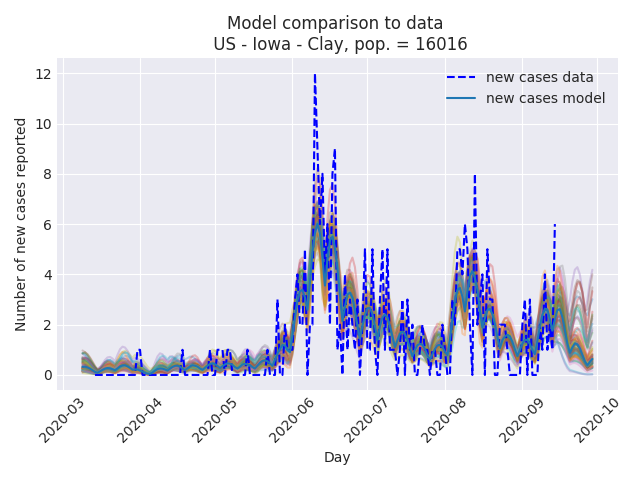 Model comparison to data
US - Iowa - Clay, pop. = 16016
new cases data
new cases model
Number of new cases reported
12
10
8
6
4
2
0
2020-03
2020-04
2020-05
2020-06
2020-07
2020-08
2020-09
2020-10
Day